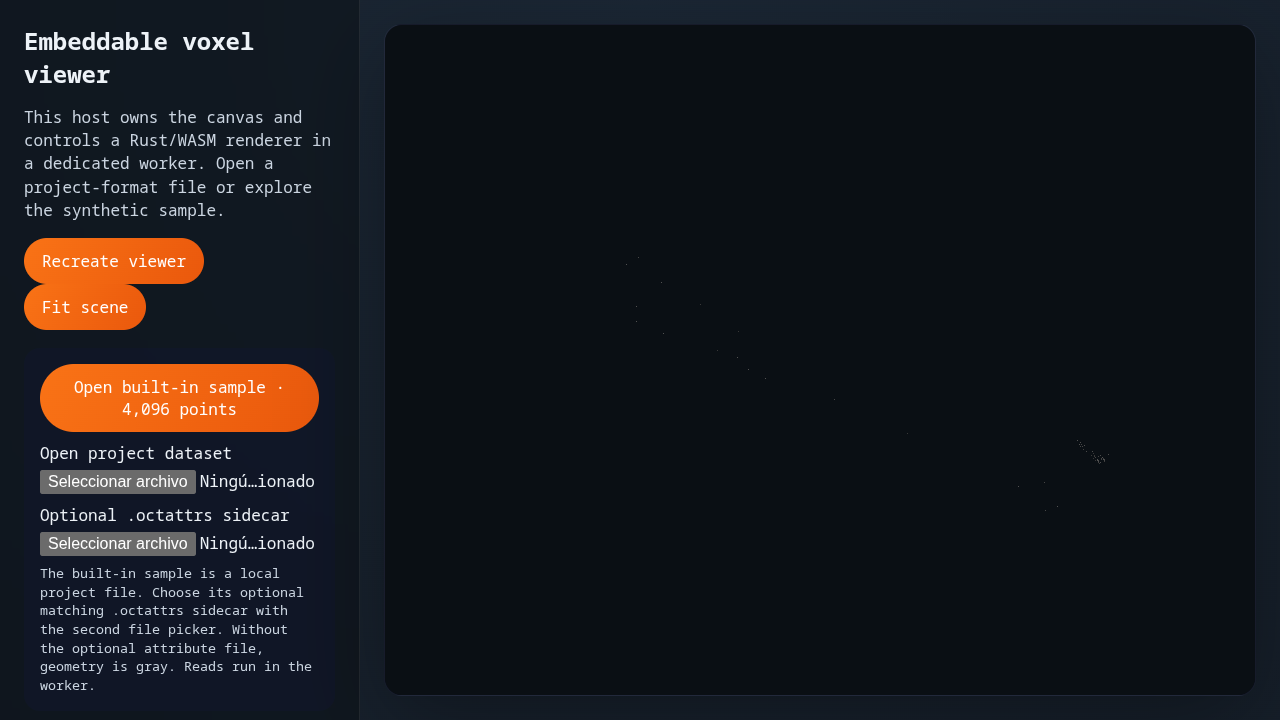 Embeddable voxel
viewer
This host owns the canvas and
controls a Rust/WASM renderer in
a dedicated worker. Open a
project-format file or explore
the synthetic sample.
Recreate viewer
Fit scene
Open built-in sample ·
4,096 points
Open project dataset
Seleccionar archivo Ningú…ionado
Optional .octattrs sidecar
Seleccionar archivo Ningú…ionado
The built-in sample is a local
project file. Choose its optional
matching .octattrs sidecar with
the second file picker. Without
the optional attribute file,
geometry is gray. Reads run in the
worker.